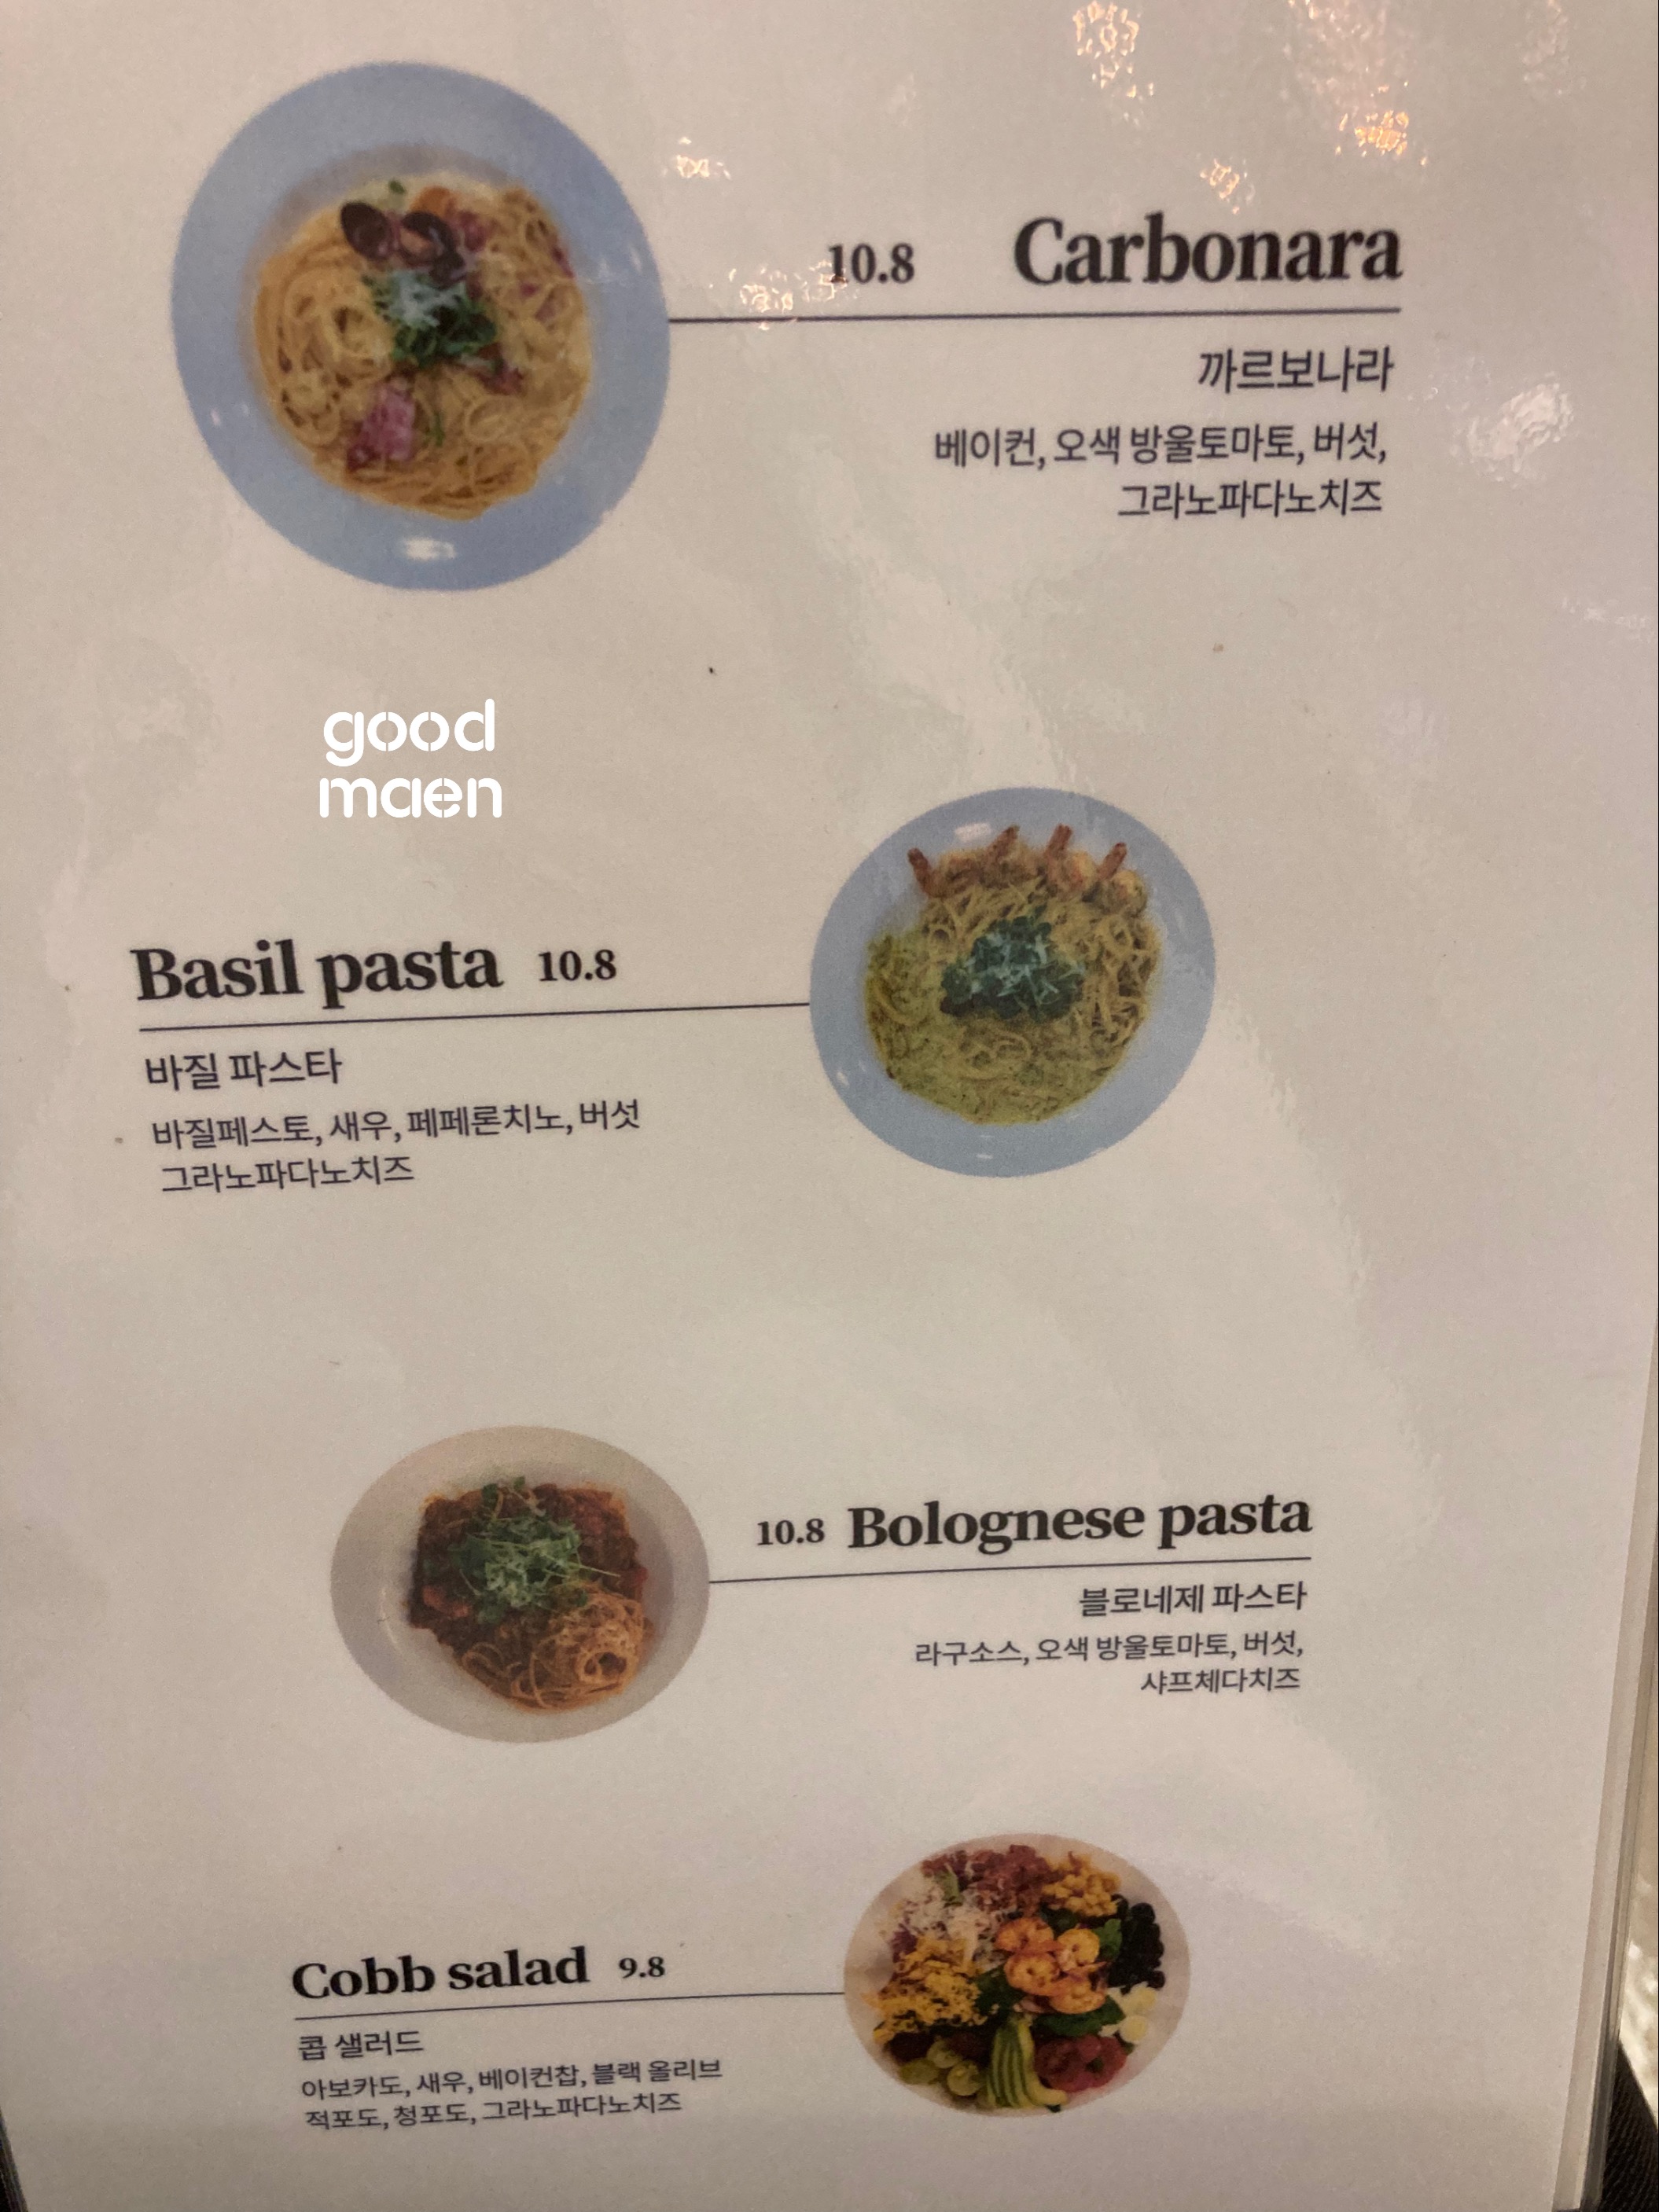 10.8 Carbonara
까르보나라
베이컨, 오색 방울토마토, 버섯,
그라노파다노치즈
good
maen
Basil pasta 10.8
바질 파스타
바질페스토, 새우, 페페론치노, 버섯
그라노파다노치즈
10.8 Bolognese pasta
블로네제 파스타
라구소스, 오색 방울토마토, 버섯,
샤프체다치즈
Cobb salad 9.8
콥 샐러드
아보카도, 새우, 베이컨찹, 블랙 올리브
적포도, 청포도, 그라노파다노치즈